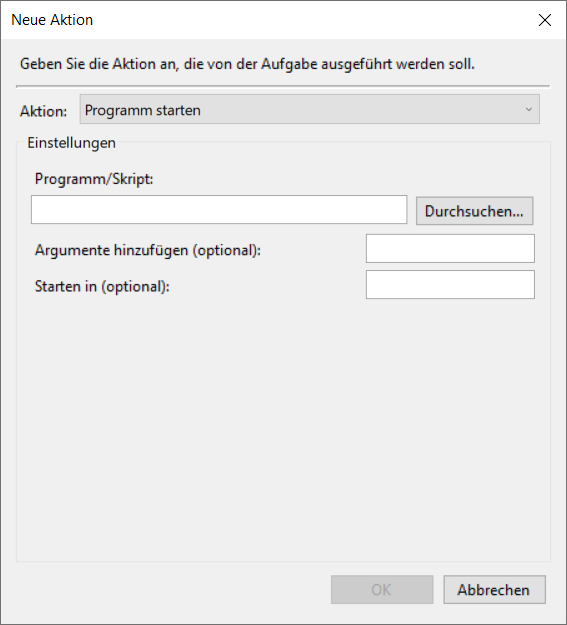 Neue Aktion
Geben Sie die Aktion an, die von der Aufgabe ausgeführt werden soll.
Aktion: Programm starten
Einstellungen
Programm/Skript:
Durchsuchen...
Argumente hinzufügen (optional):
Starten in (optional):
OK Abbrechen